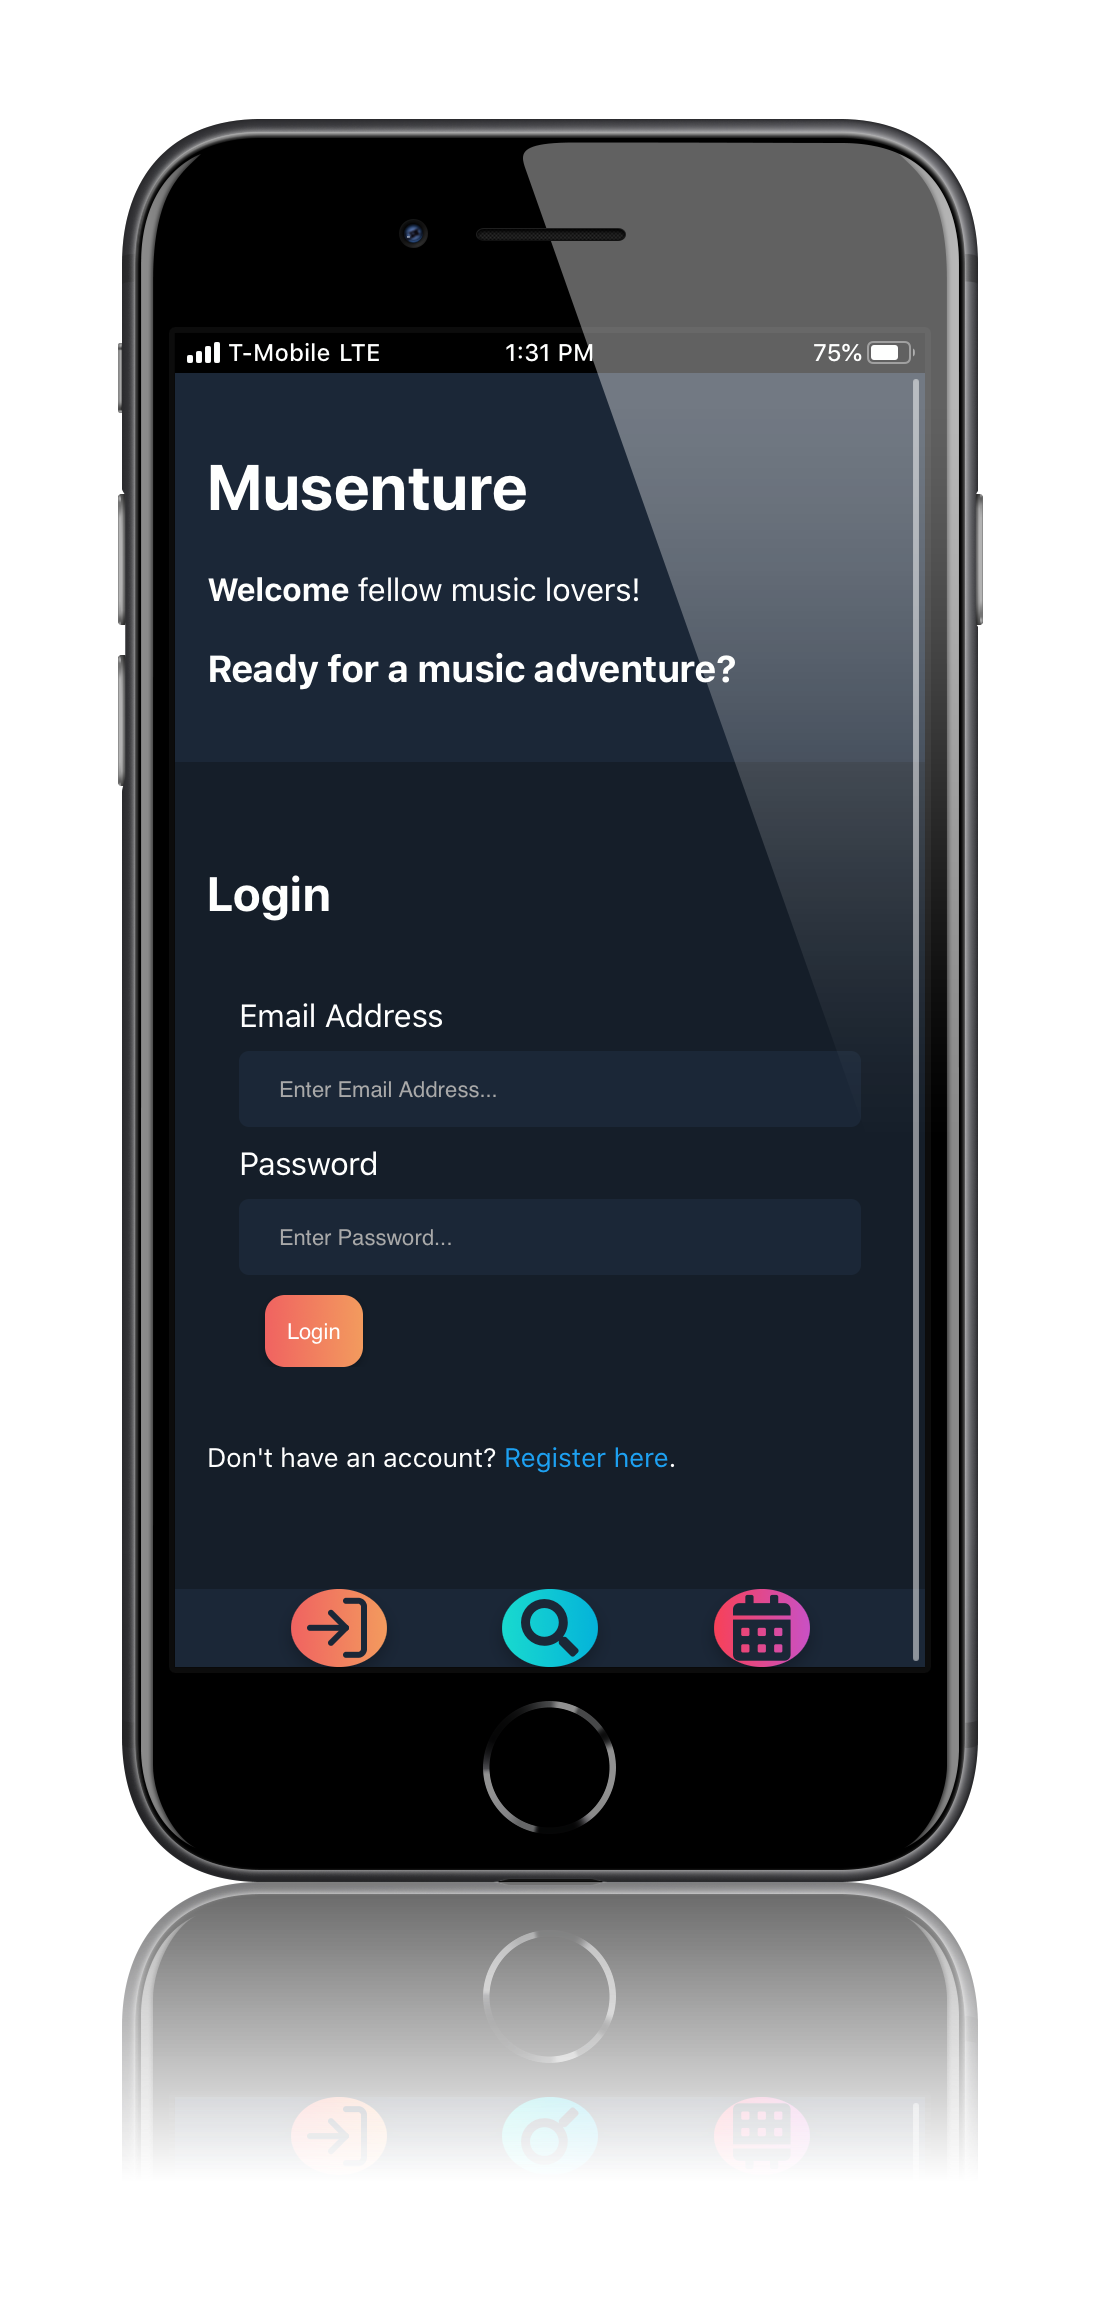 T-Mobile LTE 1:31 PM 75%
Musenture
Welcome fellow music lovers!
Ready for a music adventure?
Login
Email Address
Enter Email Address...
Password
Enter Password...
Login
Don't have an account? Register here.